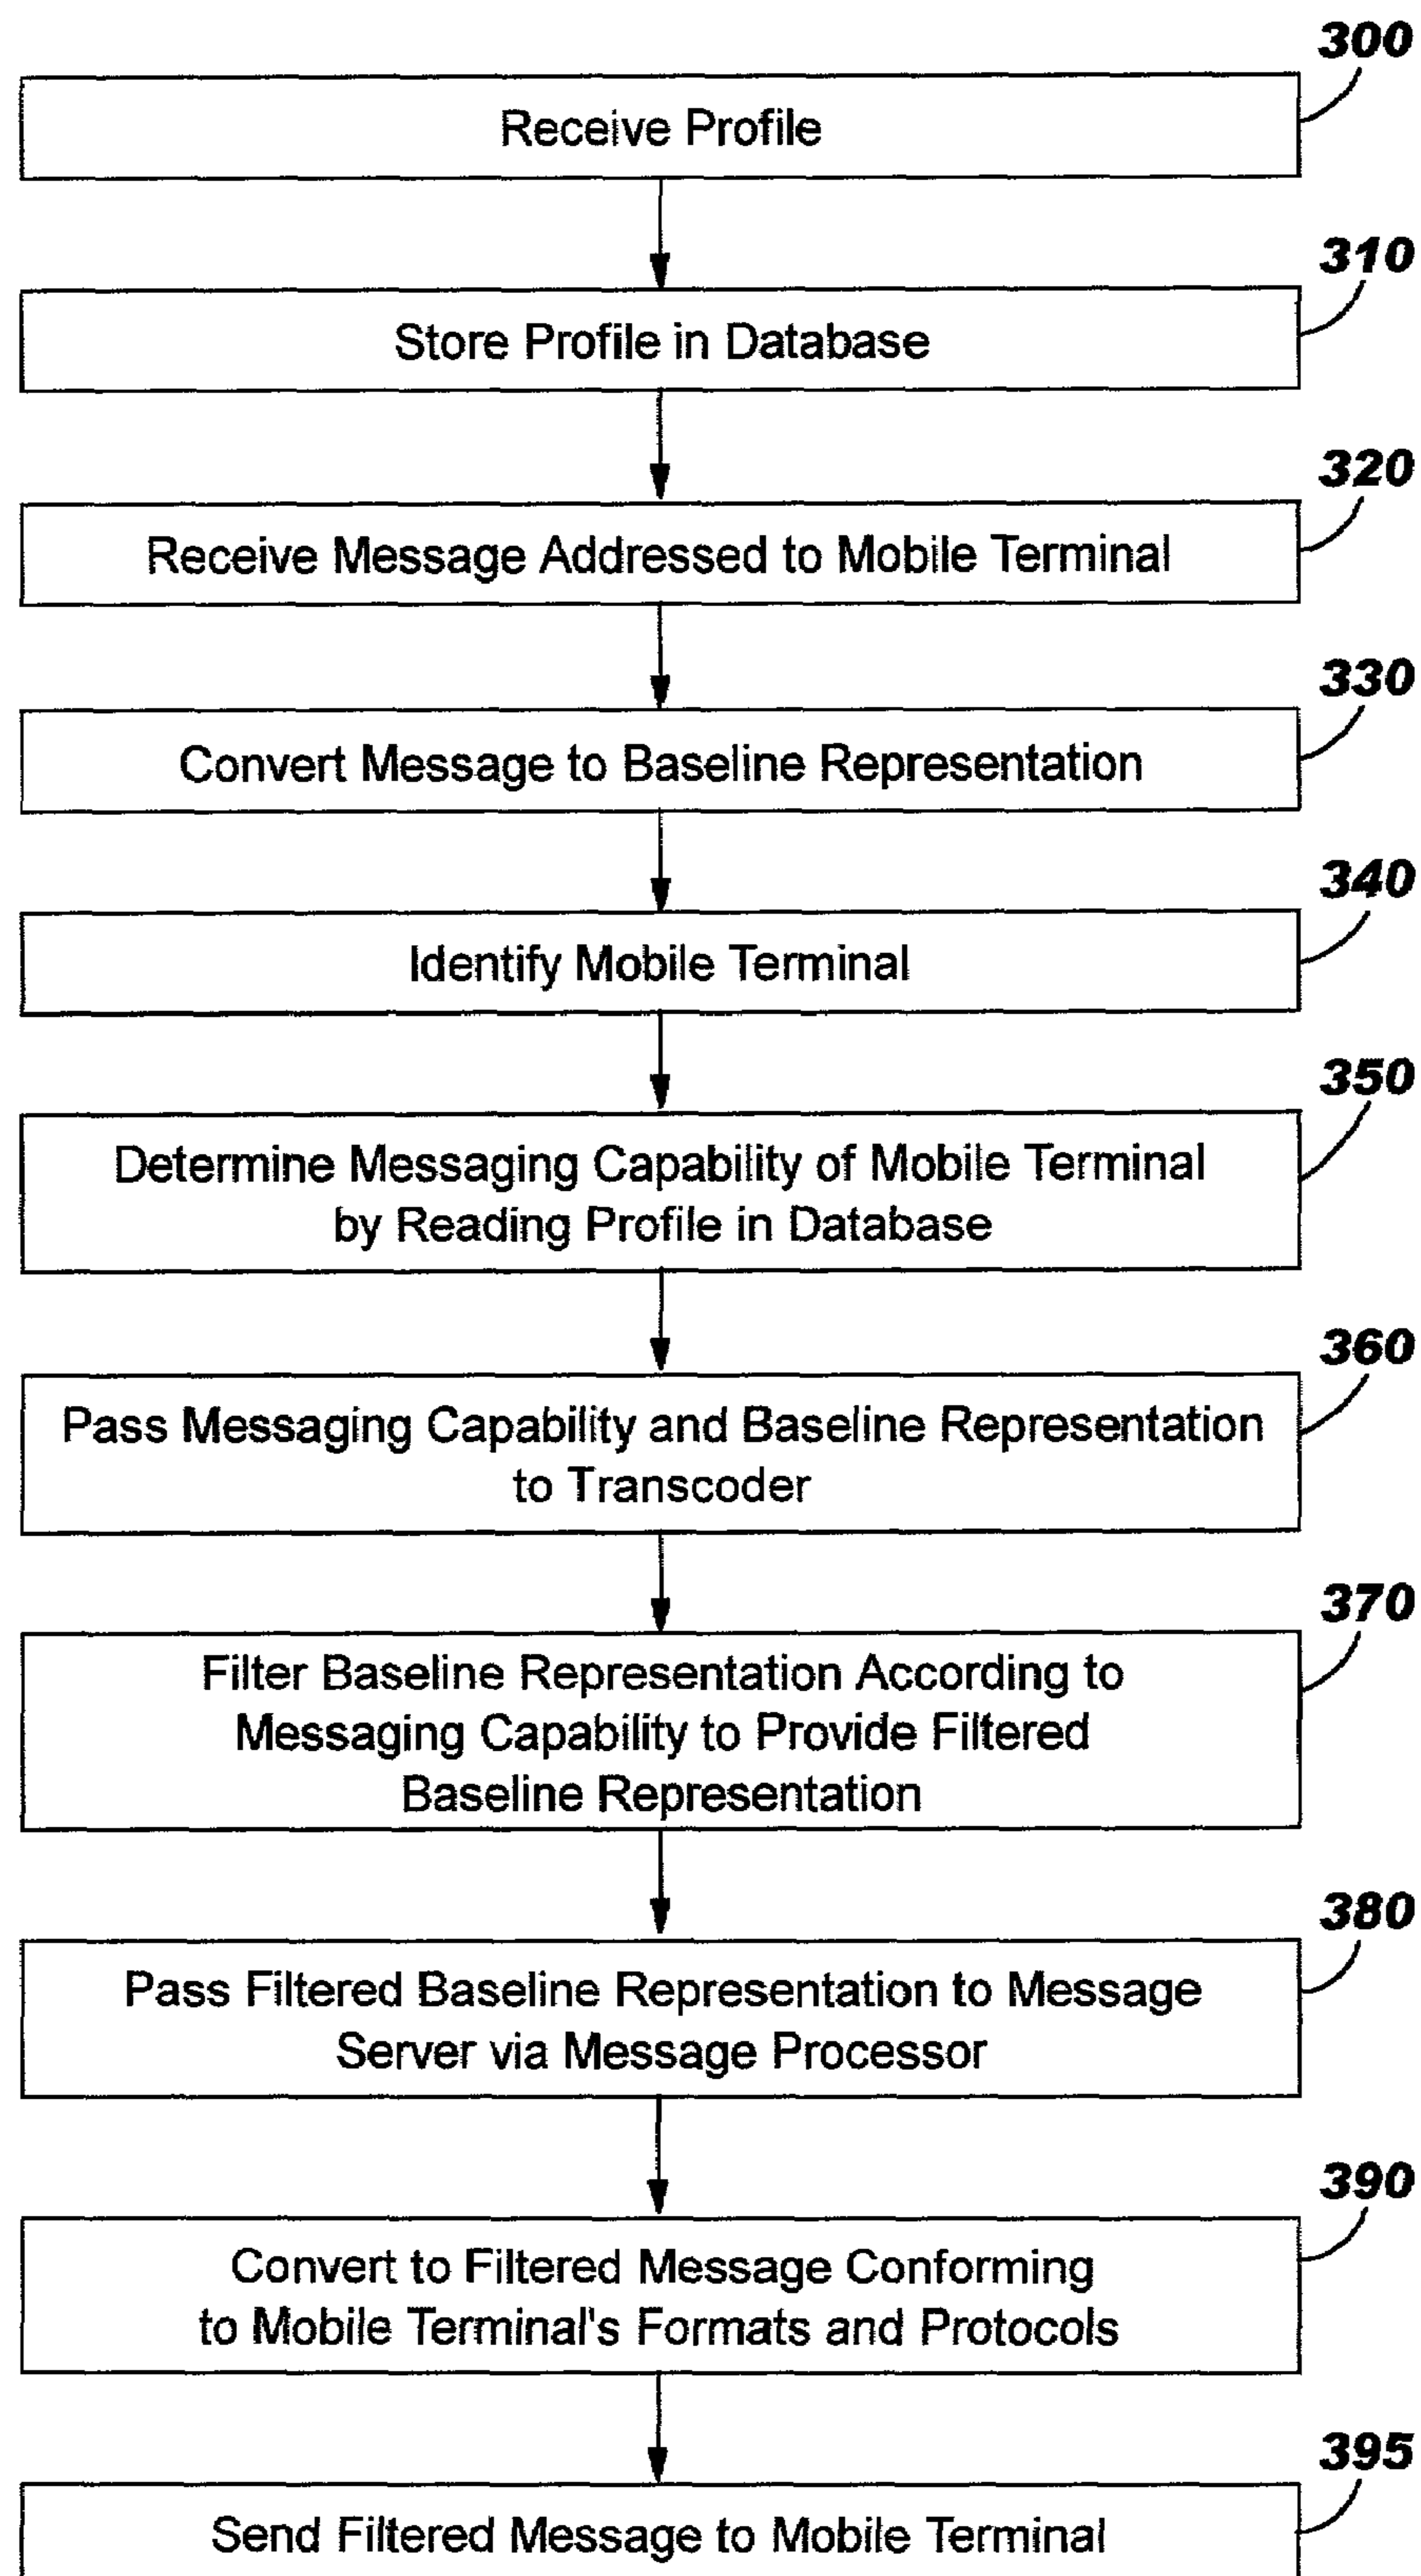 300
Receive Profile
310
Store Profile in Database
320
Receive Message Addressed to Mobile Terminal
330
Convert Message to Baseline Representation
340
Identify Mobile Terminal
350
Determine Messaging Capability of Mobile Terminal
by Reading Profile in Database
360
Pass Messaging Capability and Baseline Representation
to Transcoder
370
Filter Baseline Representation According to
Messaging Capability to Provide Filtered
Baseline Representation
380
Pass Filtered Baseline Representation to Message
Server via Message Processor
390
Convert to Filtered Message Conforming
to Mobile Terminal's Formats and Protocols
395
Send Filtered Message to Mobile Terminal